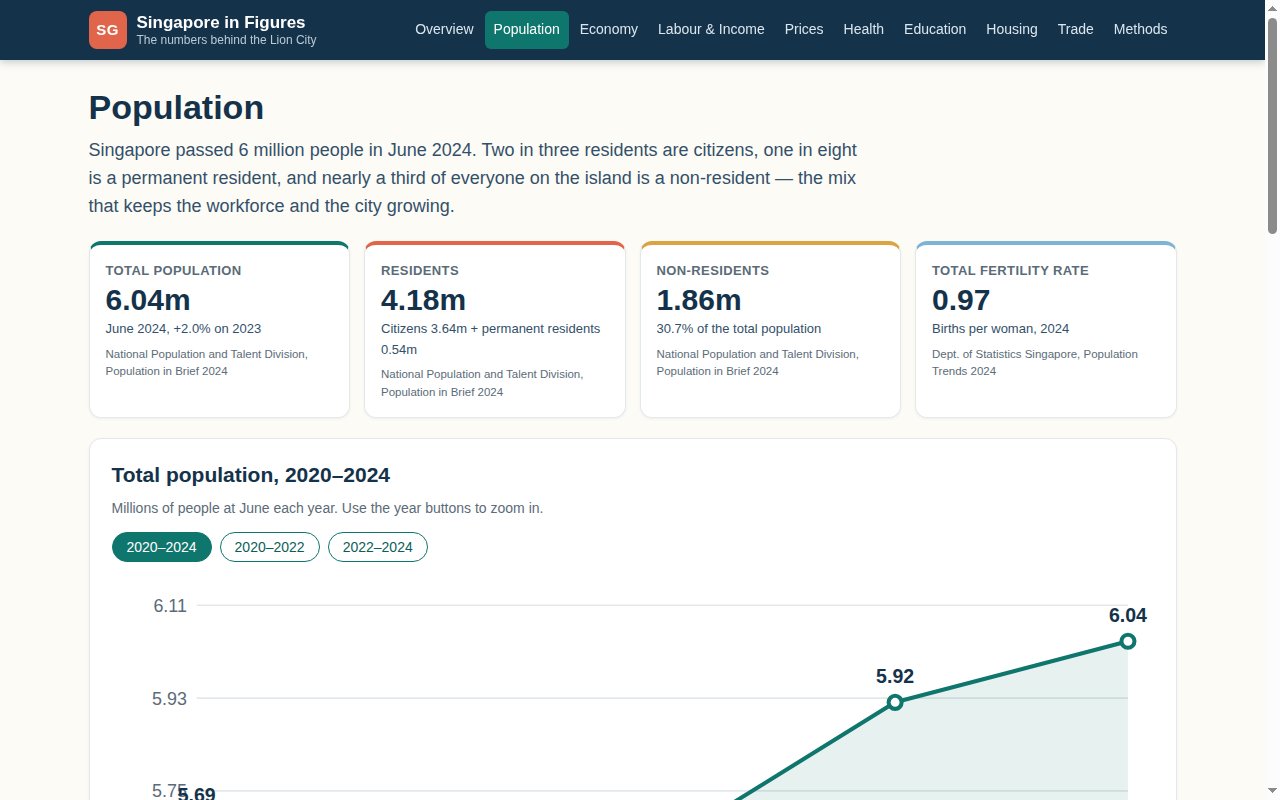 SG
Singapore in Figures
The numbers behind the Lion City
Overview Population Economy Labour & Income Prices Health Education Housing Trade Methods
Population
Singapore passed 6 million people in June 2024. Two in three residents are citizens, one in eight
is a permanent resident, and nearly a third of everyone on the island is a non-resident — the mix
that keeps the workforce and the city growing.
TOTAL POPULATION
6.04m
June 2024, +2.0% on 2023
National Population and Talent Division,
Population in Brief 2024
RESIDENTS
4.18m
Citizens 3.64m + permanent residents
0.54m
National Population and Talent Division,
Population in Brief 2024
NON-RESIDENTS
1.86m
30.7% of the total population
National Population and Talent Division,
Population in Brief 2024
TOTAL FERTILITY RATE
0.97
Births per woman, 2024
Dept. of Statistics Singapore, Population
Trends 2024
Total population, 2020–2024
Millions of people at June each year. Use the year buttons to zoom in.
2020–2024 2020–2022 2022–2024
6.11
6.04
5.92
5.93
5.75
5.69